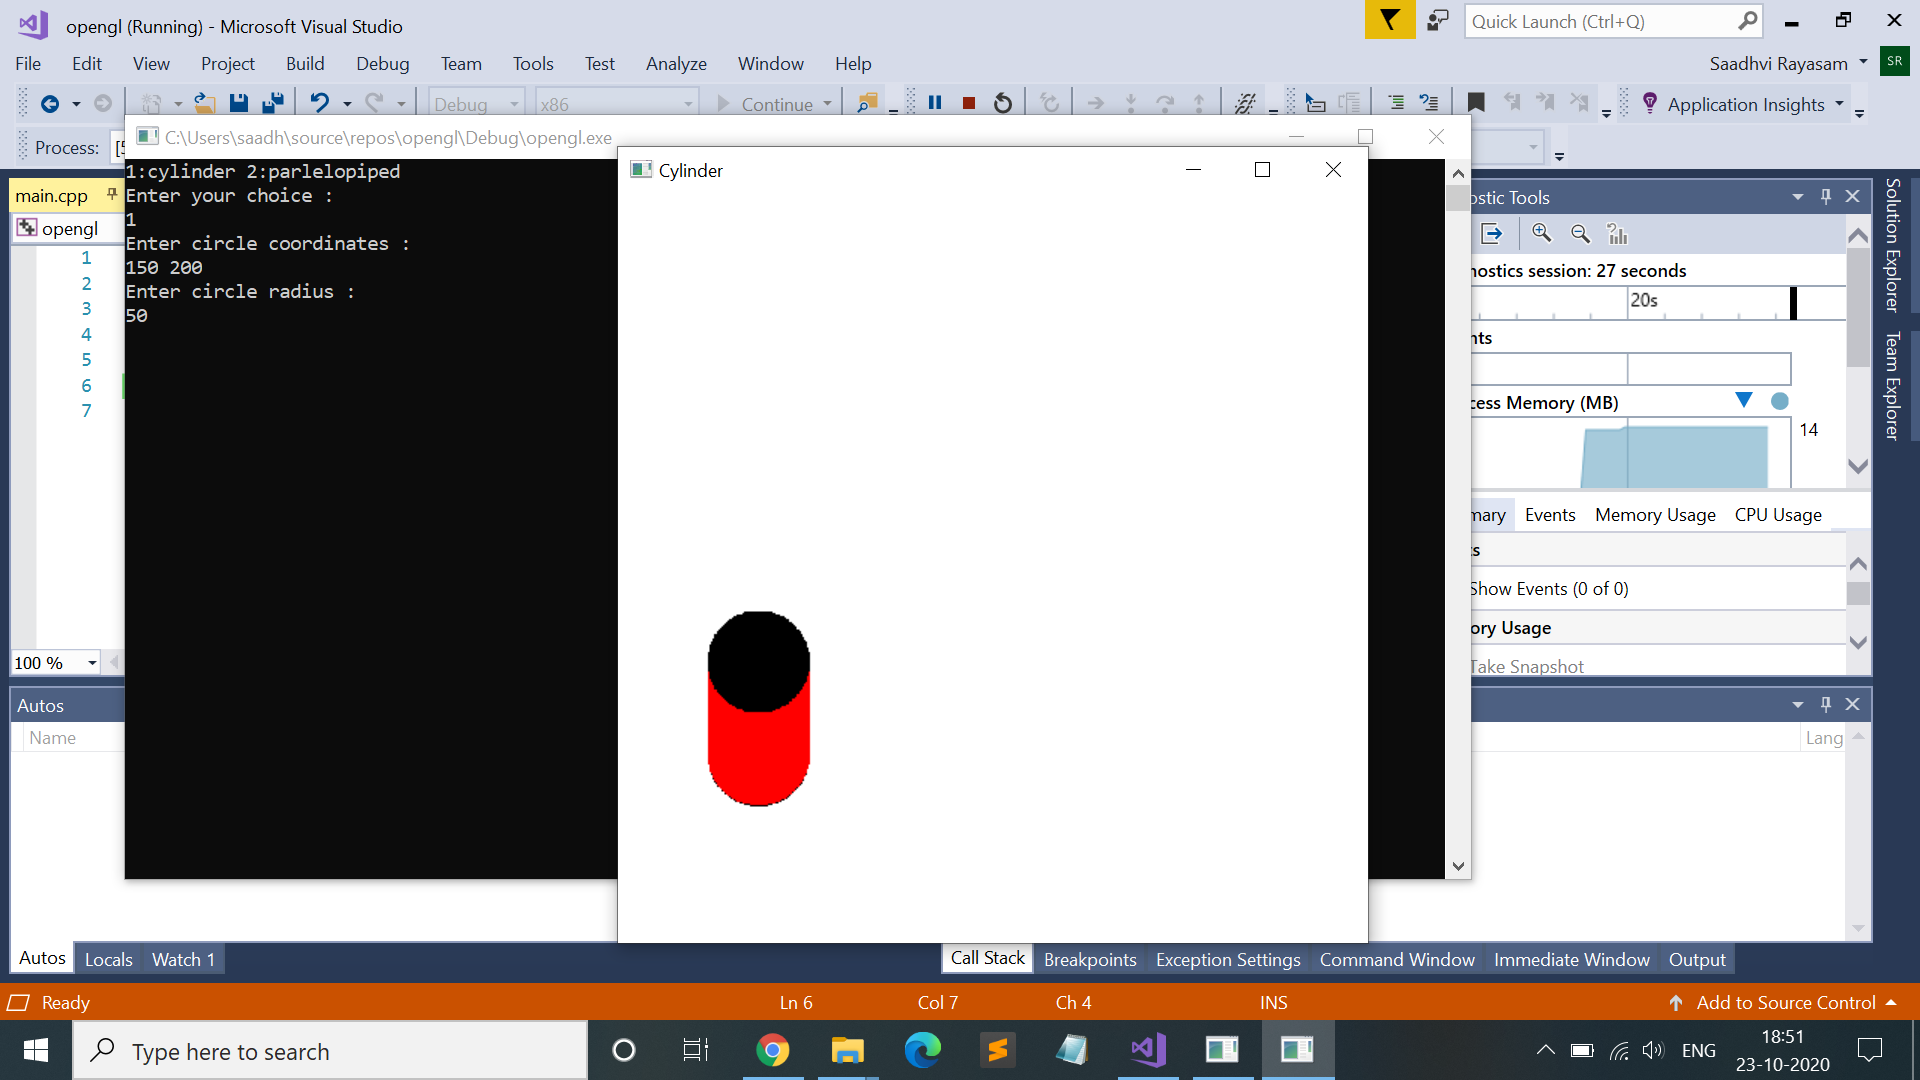 opengl (Running) - Microsoft Visual Studio
Quick Launch (Ctrl+Q)
File Edit View Project Build Debug Team Tools Test Analyze Window Help
Saadhvi Rayasam SR
Debug x86 Continue Application Insights
Process: [5
C:\Users\saadh\source\repos\opengl\Debug\opengl.exe
Cylinder
1:cylinder 2:parlelopiped
Enter your choice :
1
Enter circle coordinates :
150 200
Enter circle radius :
50
main.cpp
opengl
1
2
3
4
5
6
7
100 %
ostic Tools
nostics session: 27 seconds
20s
nts
cess Memory (MB)
14
mary Events Memory Usage CPU Usage
ts
Show Events (0 of 0)
ory Usage
Take Snapshot
Solution Explorer
Team Explorer
Autos
Name
Lang
Autos Locals Watch 1
Call Stack Breakpoints Exception Settings Command Window Immediate Window Output
Ready Ln 6 Col 7 Ch 4 INS Add to Source Control
Type here to search
ENG
18:51
23-10-2020